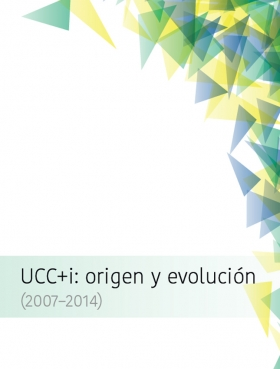 UCC+i: origen y evolución
(2007–2014)